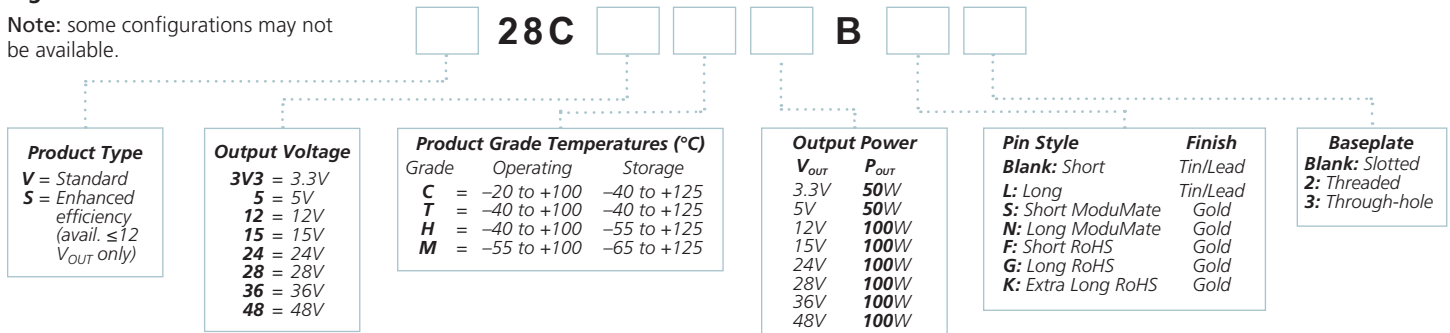 Note: some configurations may not
be available.
28C B
Product Type
V = Standard
S = Enhanced
efficiency
(avail. ≤12
VOUT only)
Output Voltage
3V3 = 3.3V
5 = 5V
12 = 12V
15 = 15V
24 = 24V
28 = 28V
36 = 36V
48 = 48V
Product Grade Temperatures (°C)
Grade Operating Storage
C = –20 to +100 –40 to +125
T = –40 to +100 –40 to +125
H = –40 to +100 –55 to +125
M = –55 to +100 –65 to +125
Output Power
VOUT POUT
3.3V 50W
5V 50W
12V 100W
15V 100W
24V 100W
28V 100W
36V 100W
48V 100W
Pin Style Finish
Blank: Short Tin/Lead
L: Long Tin/Lead
S: Short ModuMate Gold
N: Long ModuMate Gold
F: Short RoHS Gold
G: Long RoHS Gold
K: Extra Long RoHS Gold
Baseplate
Blank: Slotted
2: Threaded
3: Through-hole